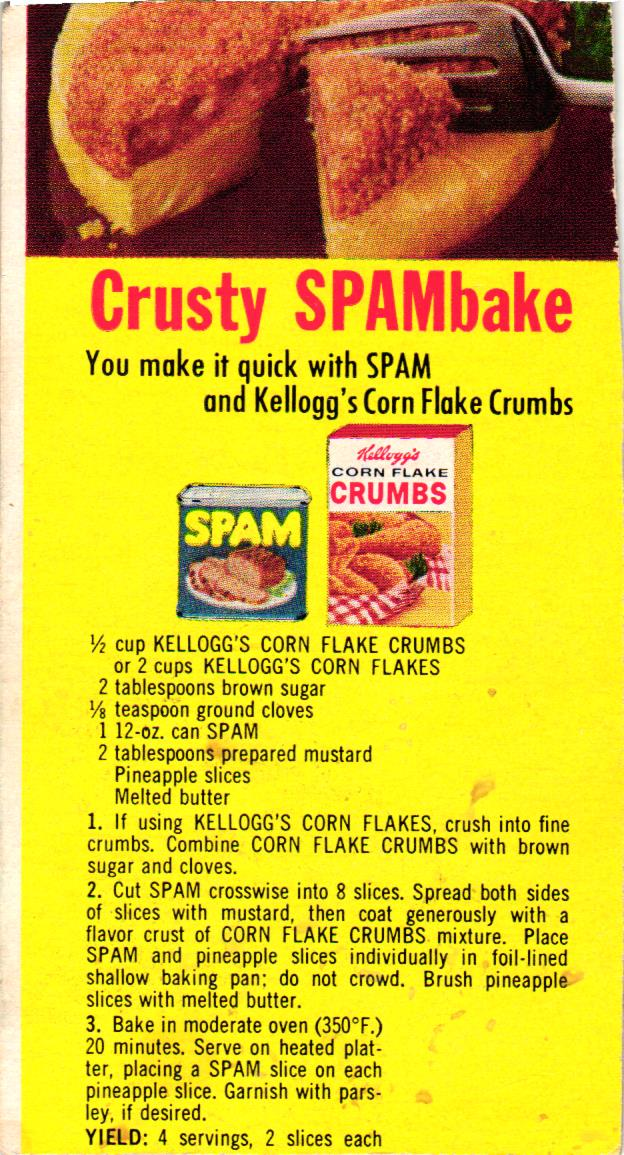 Crusty SPAMbake
You make it quick with SPAM
and Kellogg's Corn Flake Crumbs
Kellogg's
CORN FLAKE
CRUMBS
SPAM
½ cup KELLOGG'S CORN FLAKE CRUMBS
or 2 cups KELLOGG'S CORN FLAKES
2 tablespoons brown sugar
⅛ teaspoon ground cloves
1 12-oz. can SPAM
2 tablespoons prepared mustard
Pineapple slices
Melted butter
1. If using KELLOGG'S CORN FLAKES, crush into fine
crumbs. Combine CORN FLAKE CRUMBS with brown
sugar and cloves.
2. Cut SPAM crosswise into 8 slices. Spread both sides
of slices with mustard, then coat generously with a
flavor crust of CORN FLAKE CRUMBS mixture. Place
SPAM and pineapple slices individually in foil-lined
shallow baking pan; do not crowd. Brush pineapple
slices with melted butter.
3. Bake in moderate oven (350°F.)
20 minutes. Serve on heated plat-
ter, placing a SPAM slice on each
pineapple slice. Garnish with pars-
ley, if desired.
YIELD: 4 servings, 2 slices each